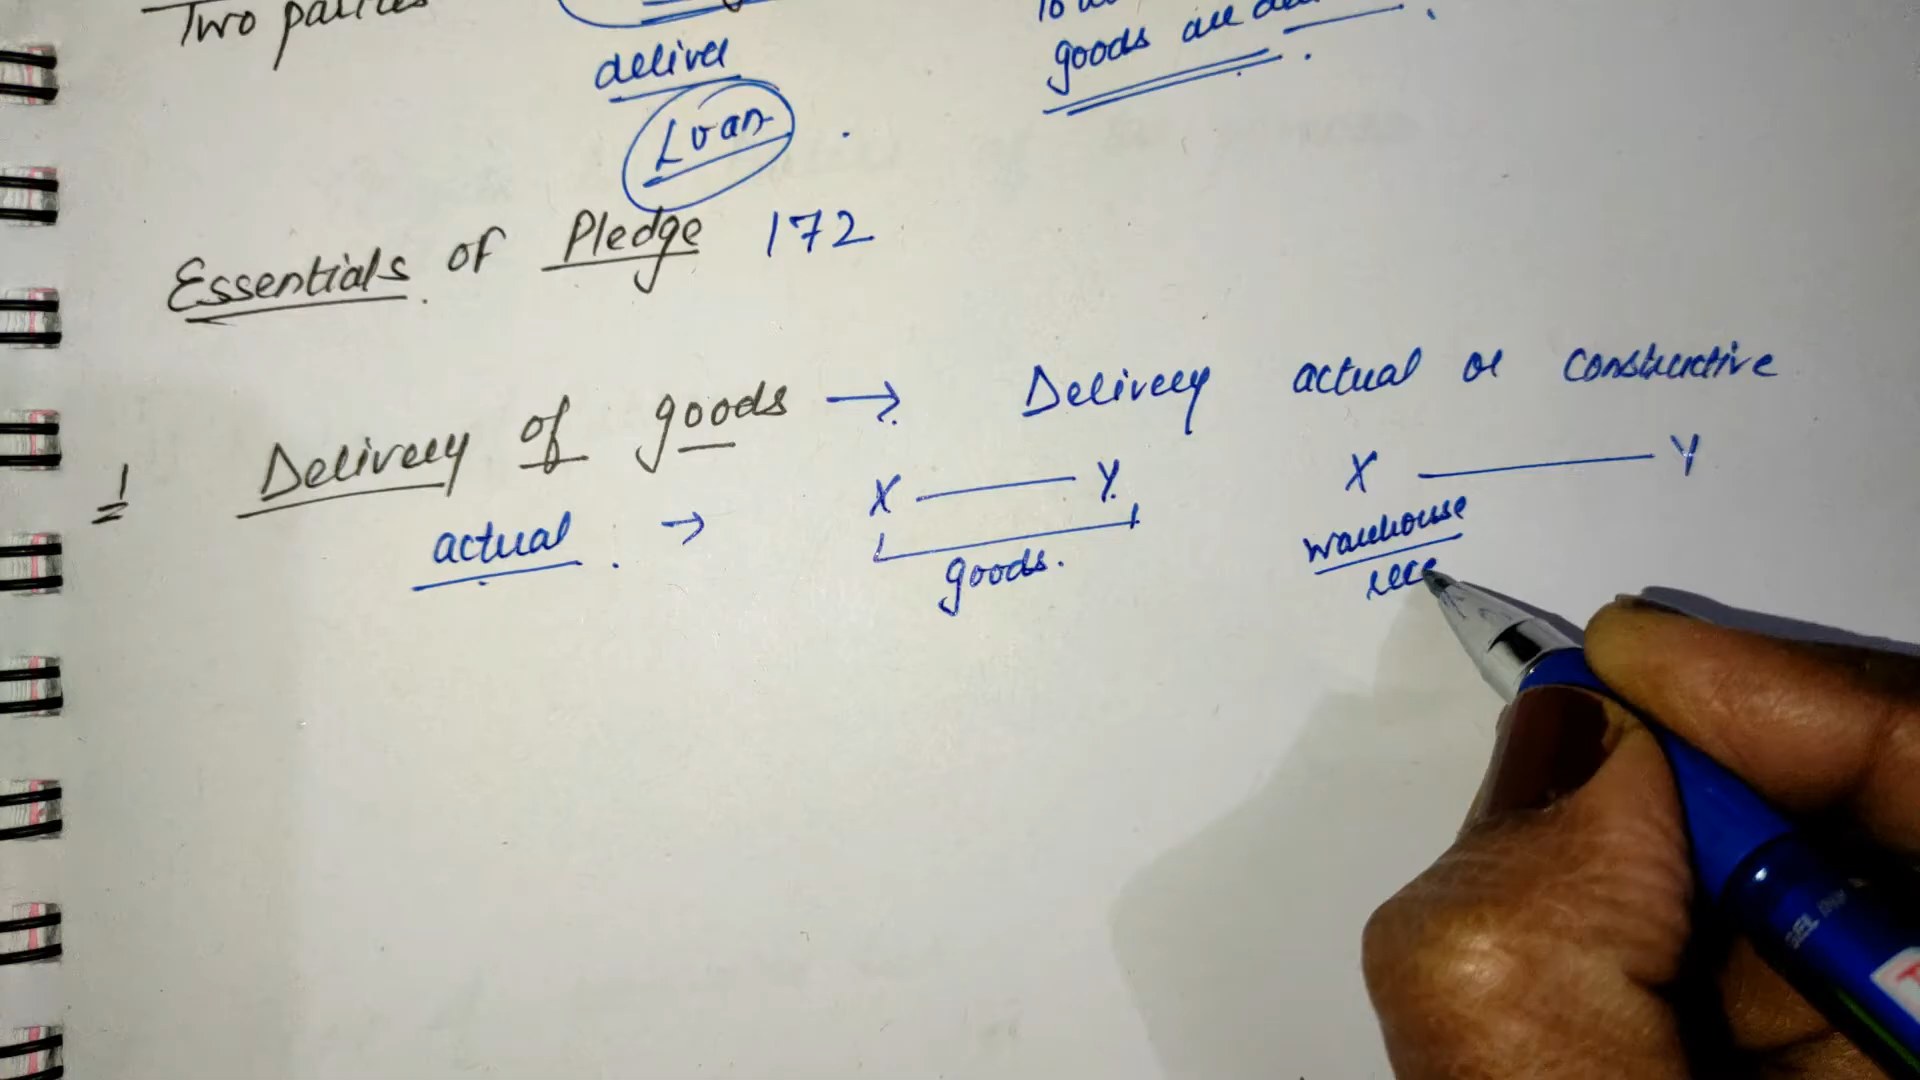 Two parties
deliver
goods are
Loan
Essentials of Pledge 172
1 Delivery of goods → Delivery actual or constructive
actual → X — Y X — Y
goods.
warehouse
rece
GEL